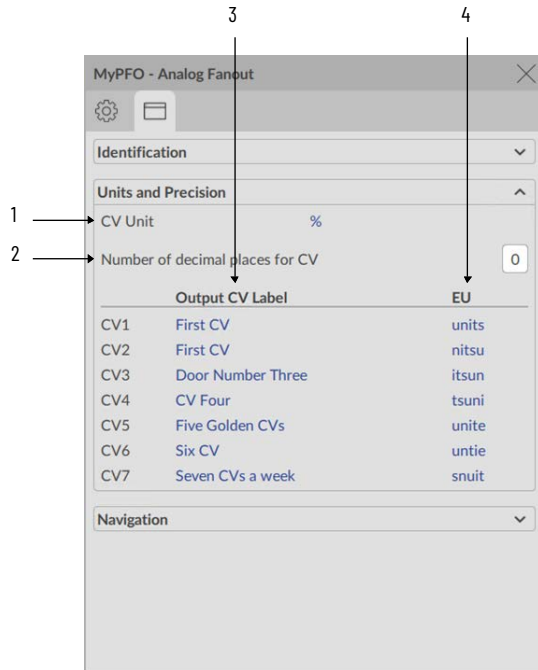 3 4
MyPFO - Analog Fanout
Identification
Units and Precision
1 CV Unit %
2 Number of decimal places for CV 0
Output CV Label EU
CV1 First CV units
CV2 First CV nitsu
CV3 Door Number Three itsun
CV4 CV Four tsuni
CV5 Five Golden CVs unite
CV6 Six CV untie
CV7 Seven CVs a week snuit
Navigation